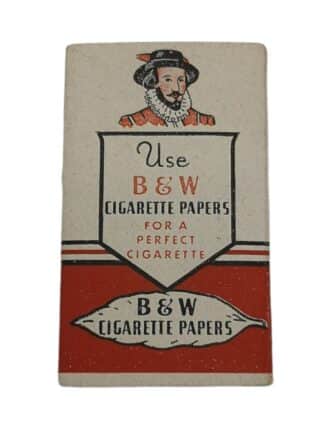 Use
B & W
CIGARETTE PAPERS
FOR A
PERFECT
CIGARETTE
B & W
CIGARETTE PAPERS